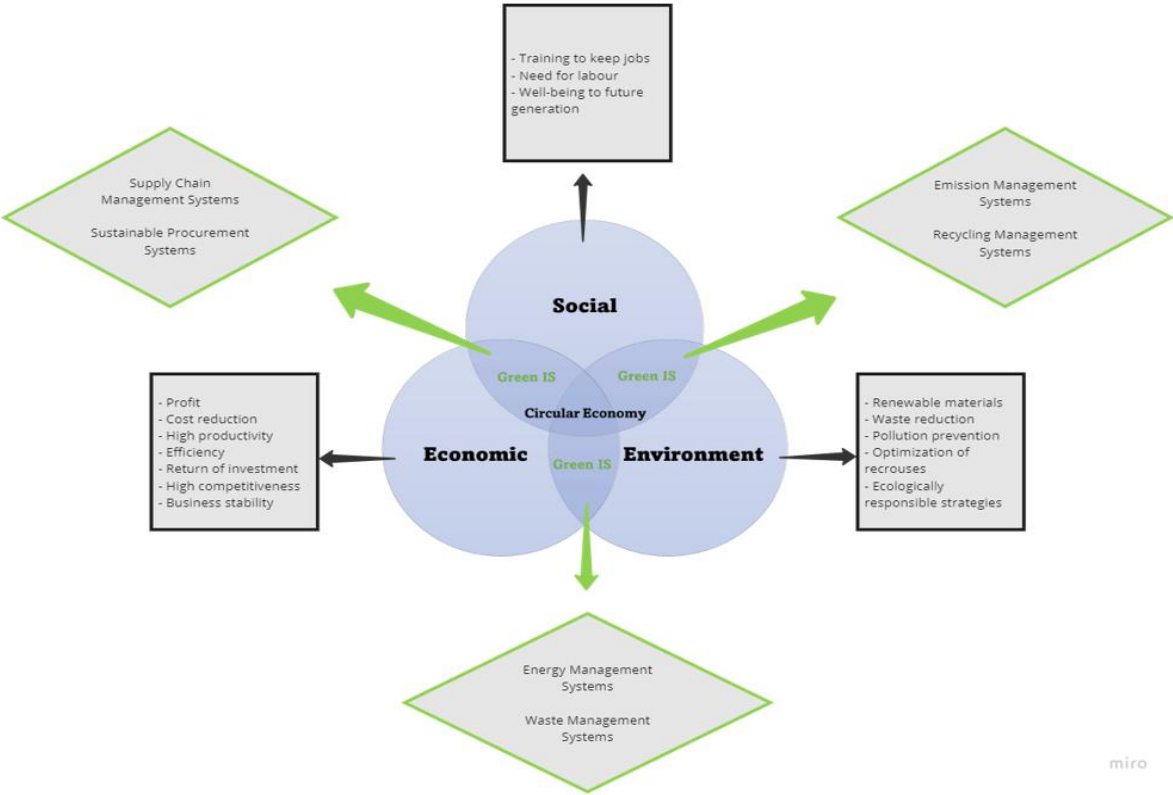 - Training to keep jobs
- Need for labour
- Well-being to future
generation
Supply Chain
Management Systems
Sustainable Procurement
Systems
Emission Management
Systems
Recycling Management
Systems
Social
Green IS
Green IS
Circular Economy
Economic
Green IS
Environment
- Profit
- Cost reduction
- High productivity
- Efficiency
- Return of investment
- High competitiveness
- Business stability
- Renewable materials
- Waste reduction
- Pollution prevention
- Optimization of
recrouses
- Ecologically
responsible strategies
Energy Management
Systems
Waste Management
Systems
miro